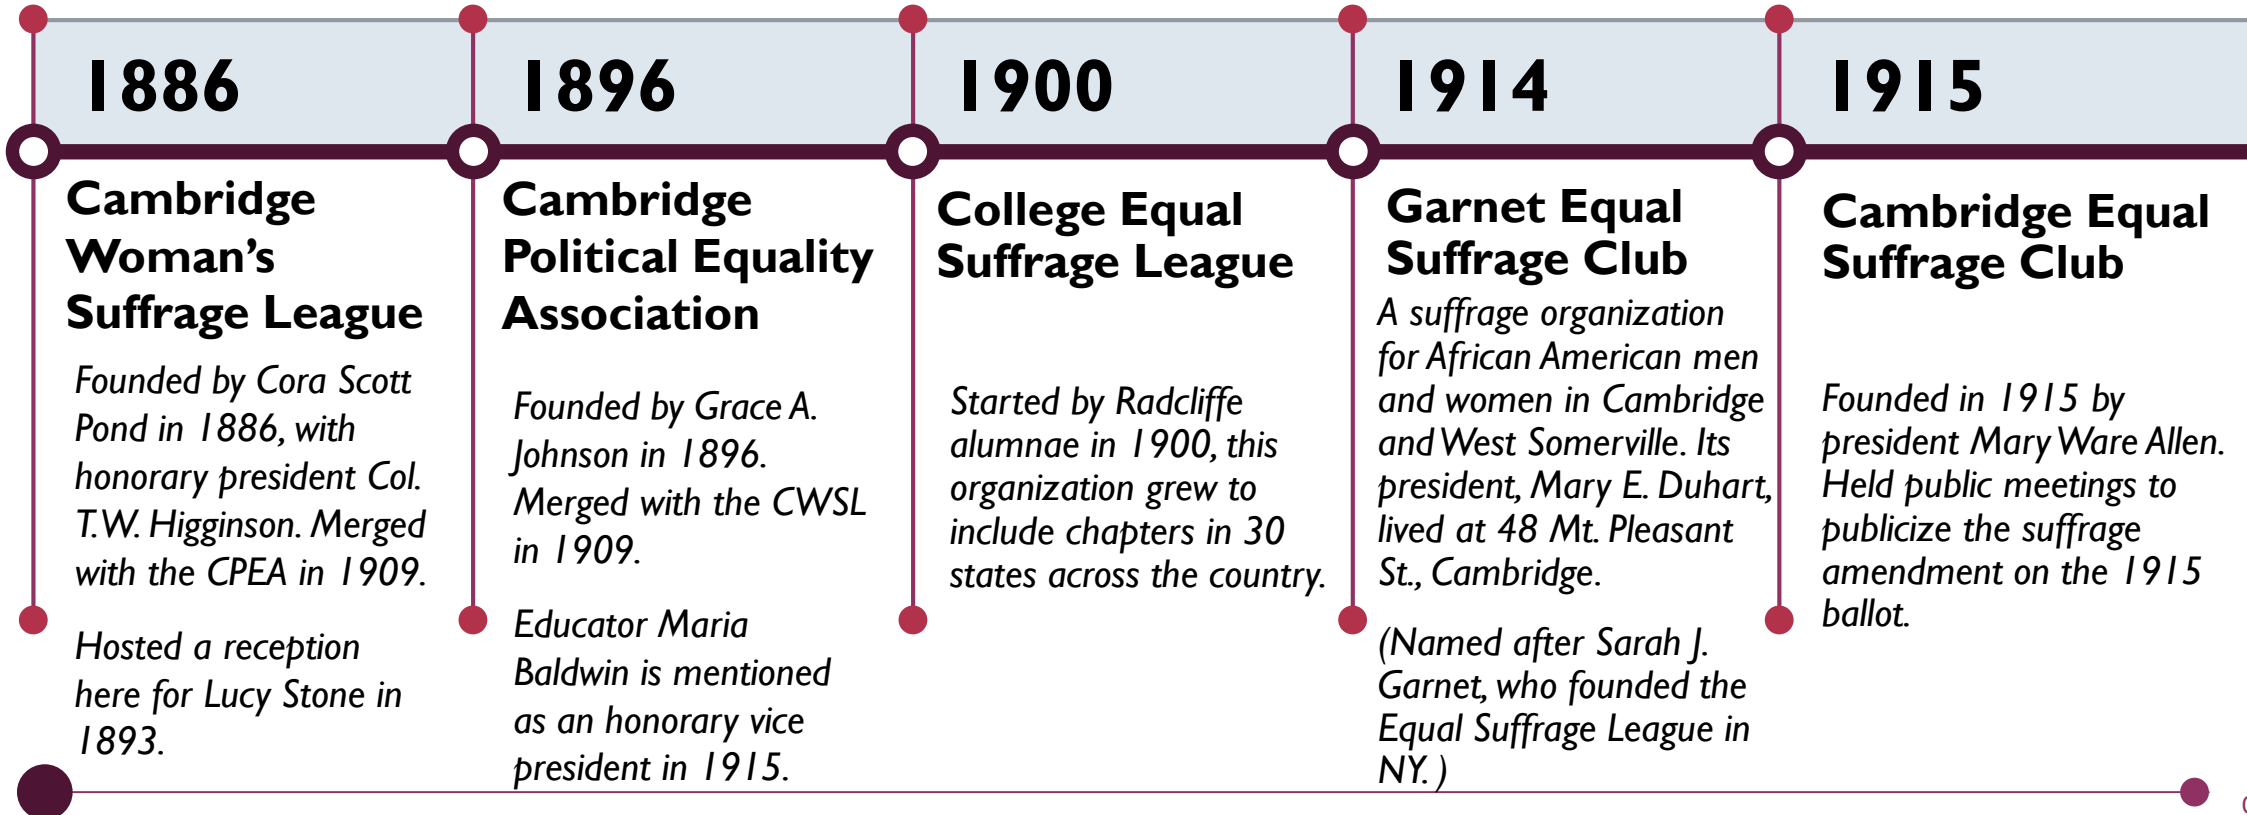 1886
Cambridge
Woman’s
Suffrage League
Founded by Cora Scott
Pond in 1886, with
honorary president Col.
T.W. Higginson. Merged
with the CPEA in 1909.
Hosted a reception
here for Lucy Stone in
1893.
1896
Cambridge
Political Equality
Association
Founded by Grace A.
Johnson in 1896.
Merged with the CWSL
in 1909.
Educator Maria
Baldwin is mentioned
as an honorary vice
president in 1915.
1900
College Equal
Suffrage League
Started by Radcliffe
alumnae in 1900, this
organization grew to
include chapters in 30
states across the country.
1914
Garnet Equal
Suffrage Club
A suffrage organization
for African American men
and women in Cambridge
and West Somerville. Its
president, Mary E. Duhart,
lived at 48 Mt. Pleasant
St., Cambridge.
(Named after Sarah J.
Garnet, who founded the
Equal Suffrage League in
NY. )
1915
Cambridge Equal
Suffrage Club
Founded in 1915 by
president Mary Ware Allen.
Held public meetings to
publicize the suffrage
amendment on the 1915
ballot.